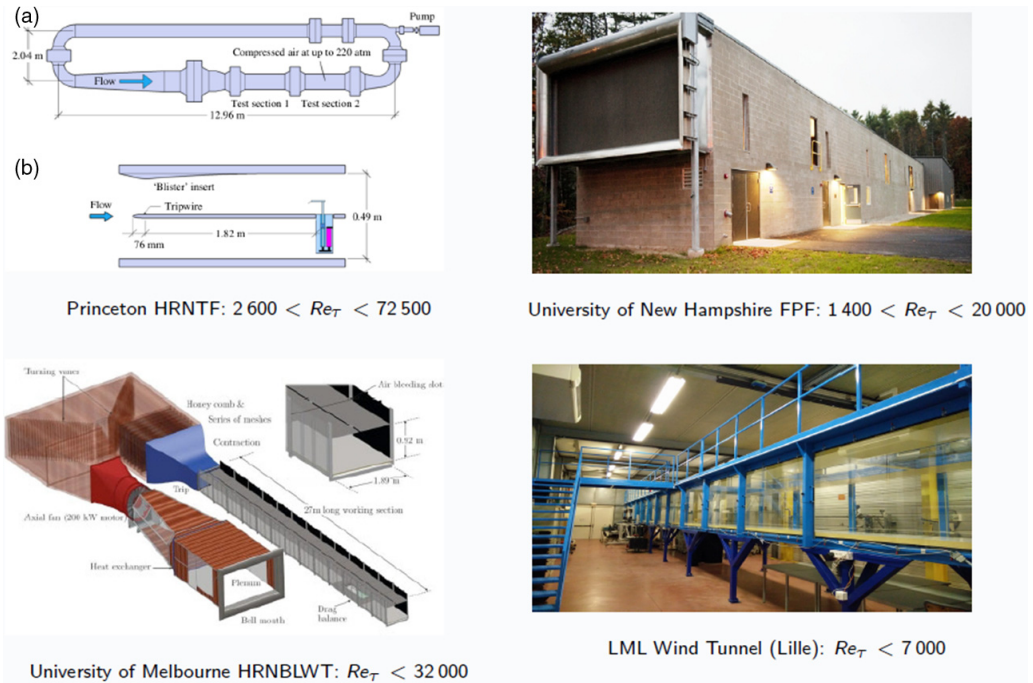 (a)
Pump
Compressed air at up to 220 atm
2.04 m
Flow
Test section 1
Test section 2
12.96 m
(b)
'Blister' insert
Tripwire
Flow
0.49 m
1.82 m
76 mm
Princeton HRNTF: 2 600 < Reτ < 72 500
University of New Hampshire FPF: 1 400 < Reτ < 20 000
Turning vanes
Honey comb &
Series of meshes
Contraction
Air bleeding slot
0.92 m
1.89 m
Trip
27m long working section
Axial fan (200 kW motor)
Heat exchanger
Plenum
Bell mouth
Drag
balance
University of Melbourne HRNBLWT: Reτ < 32 000
LML Wind Tunnel (Lille): Reτ < 7 000